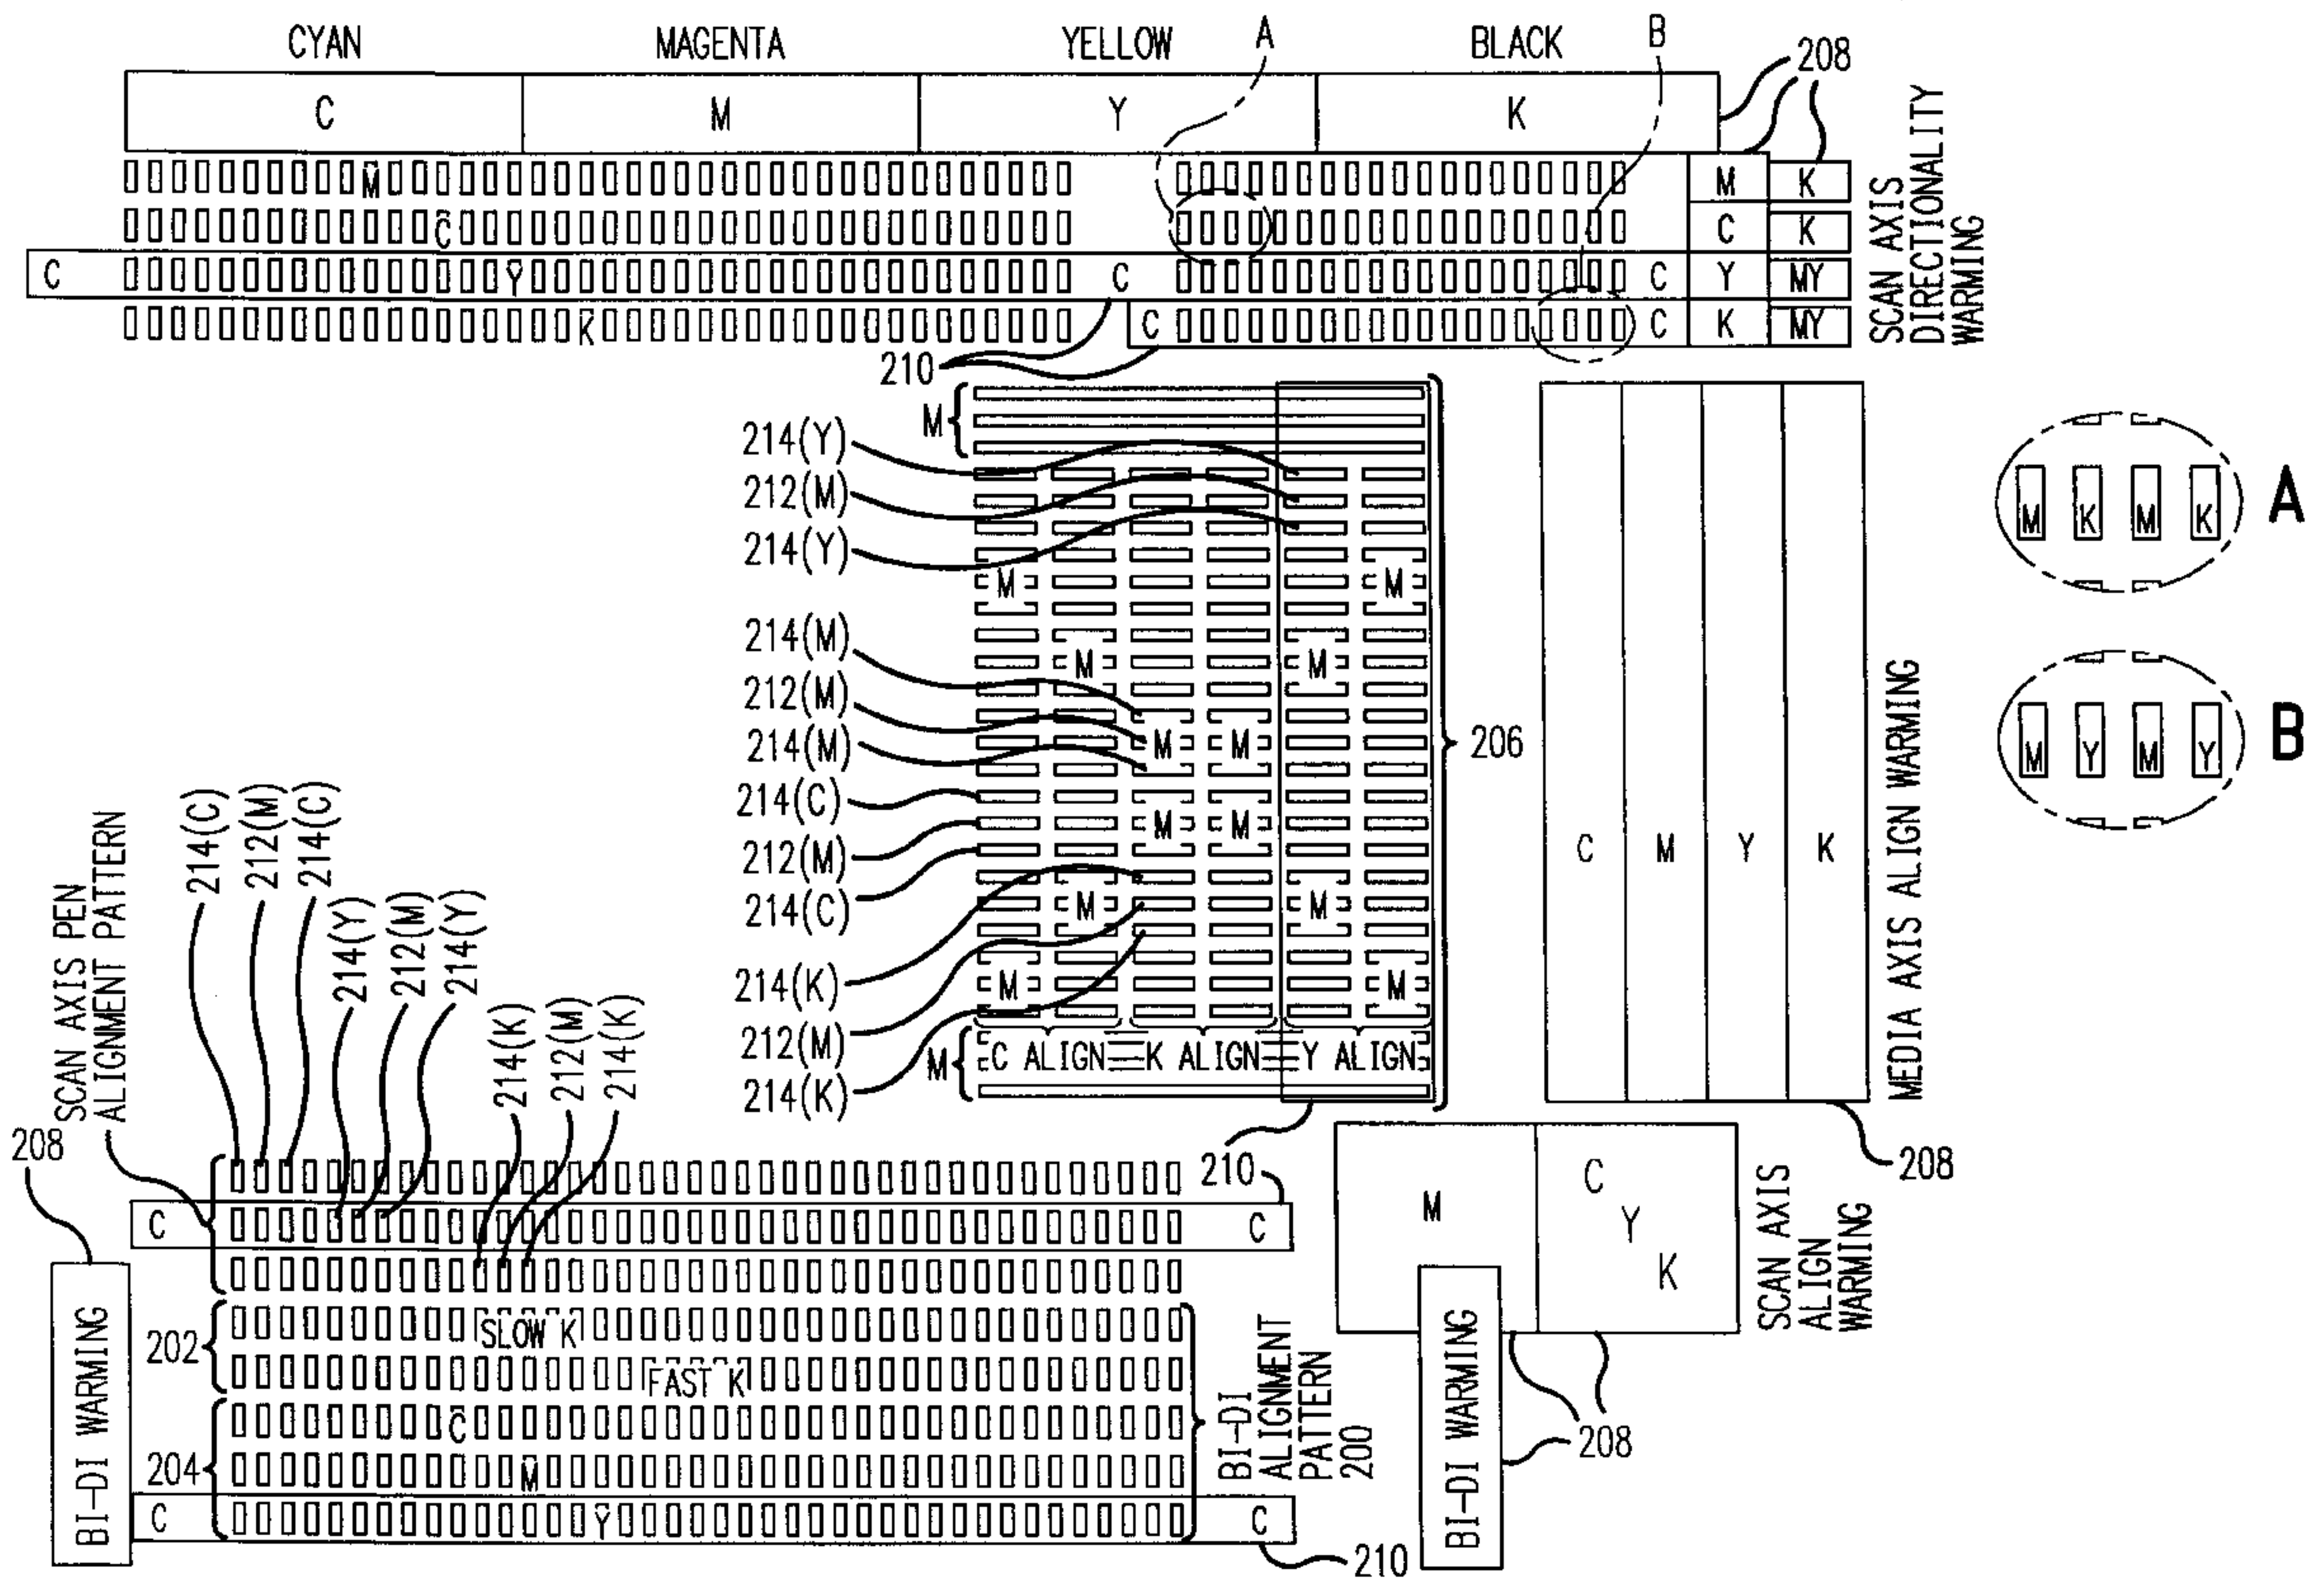 CYAN MAGENTA YELLOW A BLACK B 208
C M Y K
M M K
C C K
C Y C C Y MY
K C C K MY
SCAN AXIS
DIRECTIONALITY
WARMING
210
M
214(Y)
212(M)
214(Y)
M M
M M
214(M)
212(M)
214(M)
M M
206
214(C)
212(M)
214(C)
M M
M M
214(K)
212(M)
214(K)
M M
M C ALIGN K ALIGN Y ALIGN
210
C M Y K
MEDIA AXIS ALIGN WARMING
208
M K M K A
M Y M Y B
SCAN AXIS PEN
ALIGNMENT PATTERN
214(C)
212(M)
214(C)
214(Y)
212(M)
214(Y)
214(K)
212(M)
214(K)
208
210
C C
BI-DI WARMING
202
SLOW K
FAST K
204
C
M
C Y C
210
BI-DI
ALIGNMENT
PATTERN
200
M C
Y
K
SCAN AXIS
ALIGN
WARMING
BI-DI WARMING
208